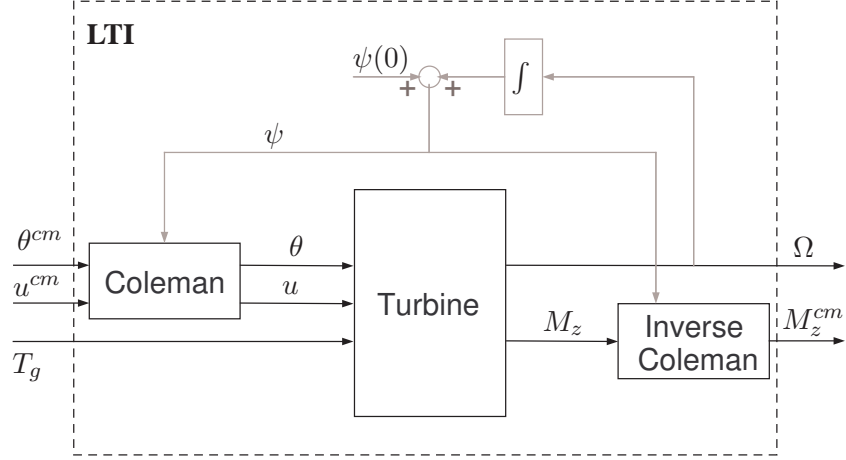 LTI
ψ(0)
∫
+ +
ψ
θ^{cm}
θ
Ω
u^{cm}
Coleman
u
Turbine
M_z
Inverse
Coleman
M_z^{cm}
T_g